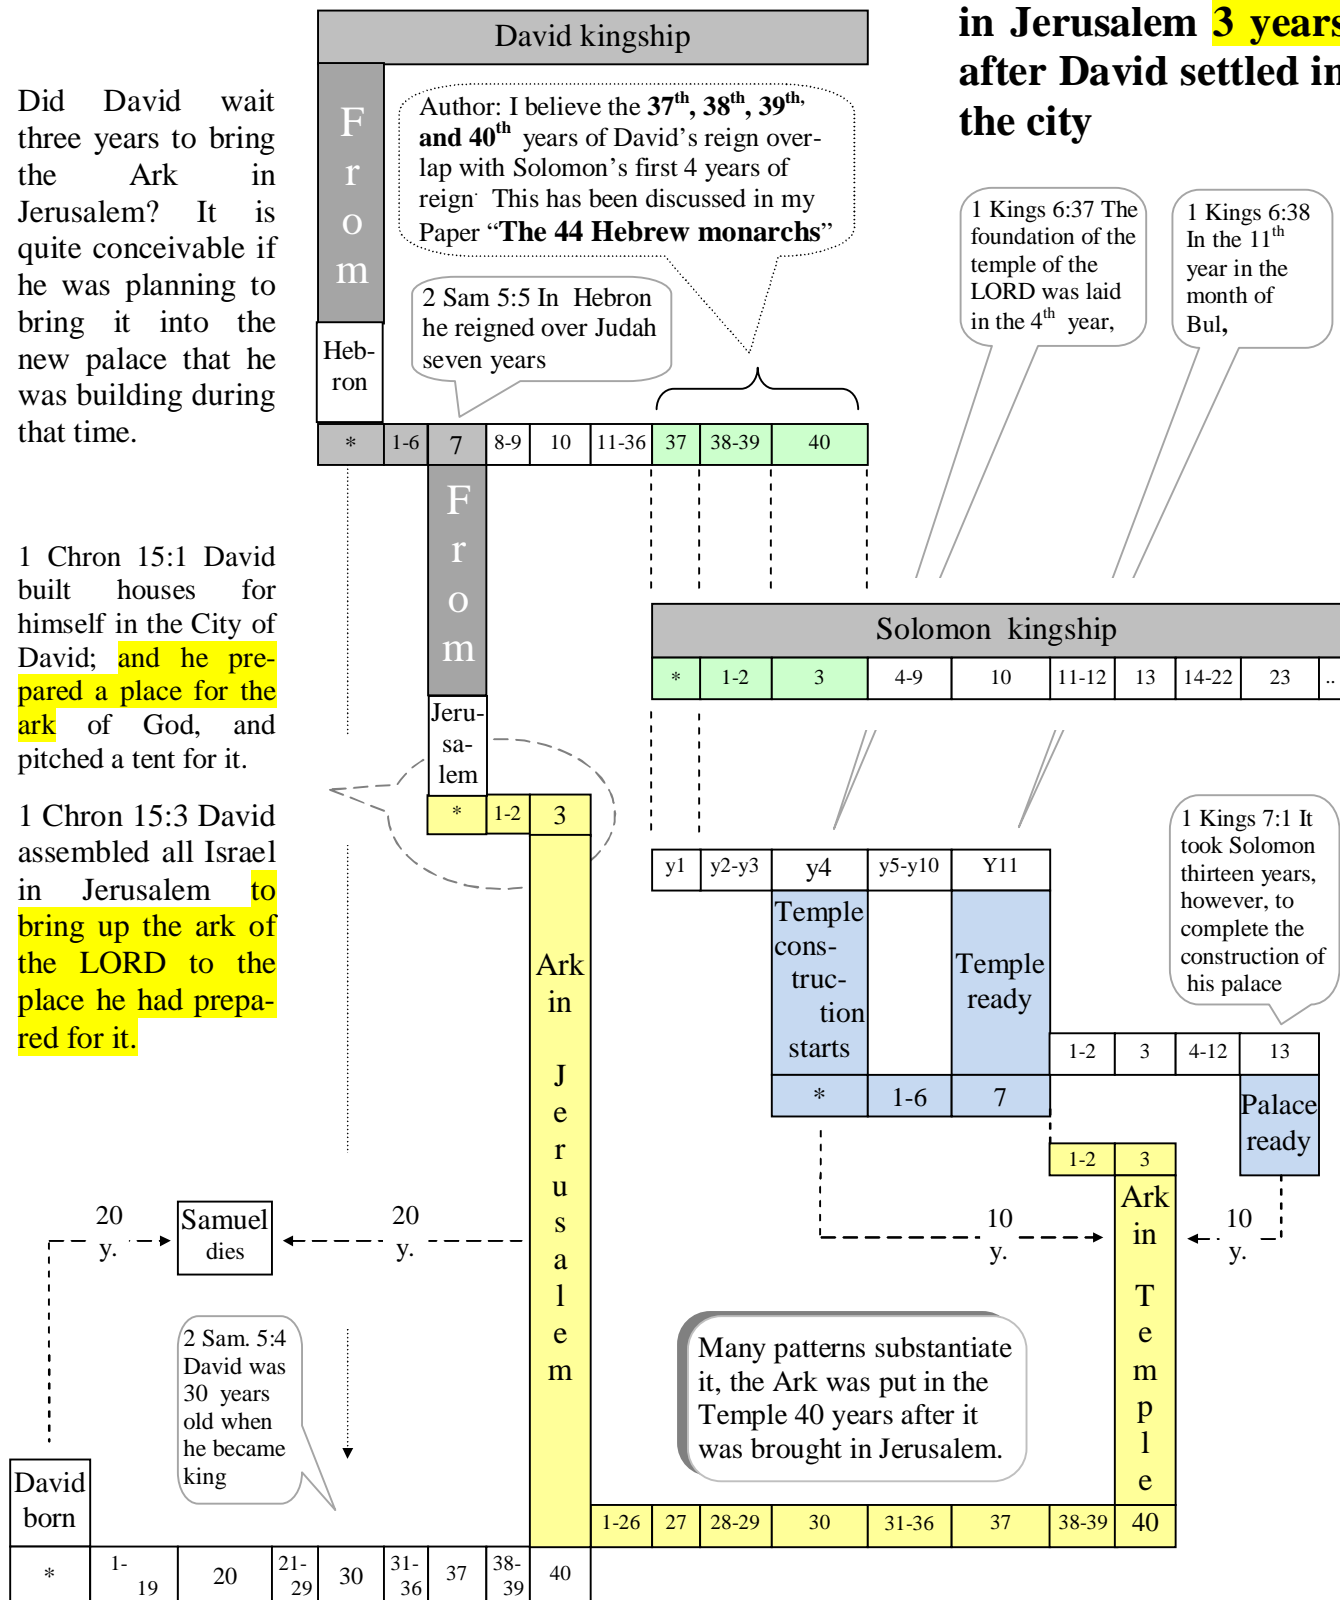 in Jerusalem 3 years
after David settled in
the city
David kingship
Did David wait
three years to bring
the Ark in
Jerusalem? It is
quite conceivable if
he was planning to
bring it into the
new palace that he
was building during
that time.
From
Author: I believe the 37th, 38th, 39th,
and 40th years of David's reign over-
lap with Solomon's first 4 years of
reign. This has been discussed in my
Paper “The 44 Hebrew monarchs”
1 Kings 6:37 The
foundation of the
temple of the
LORD was laid
in the 4th year,
1 Kings 6:38
In the 11th
year in the
month of
Bul,
2 Sam 5:5 In Hebron
he reigned over Judah
seven years
Heb-
ron
* 1-6 7 8-9 10 11-36 37 38-39 40
From
1 Chron 15:1 David
built houses for
himself in the City of
David; and he pre-
pared a place for the
ark of God, and
pitched a tent for it.
1 Chron 15:3 David
assembled all Israel
in Jerusalem to
bring up the ark of
the LORD to the
place he had prepa-
red for it.
Solomon kingship
* 1-2 3 4-9 10 11-12 13 14-22 23 ..
Jeru-
sa-
lem
* 1-2 3
y1 y2-y3 y4 y5-y10 Y11
1 Kings 7:1 It
took Solomon
thirteen years,
however, to
complete the
construction of
his palace
Ark
in
Jerusalem
Temple
cons-
truc-
tion
starts
Temple
ready
1-2 3 4-12 13
* 1-6 7
Palace
ready
1-2 3
Ark
in
Temple
20
y.
Samuel
dies
20
y.
10
y.
10
y.
2 Sam. 5:4
David was
30 years
old when
he became
king
Many patterns substantiate
it, the Ark was put in the
Temple 40 years after it
was brought in Jerusalem.
David
born
1-26 27 28-29 30 31-36 37 38-39 40
* 1-19 20 21-29 30 31-36 37 38-39 40